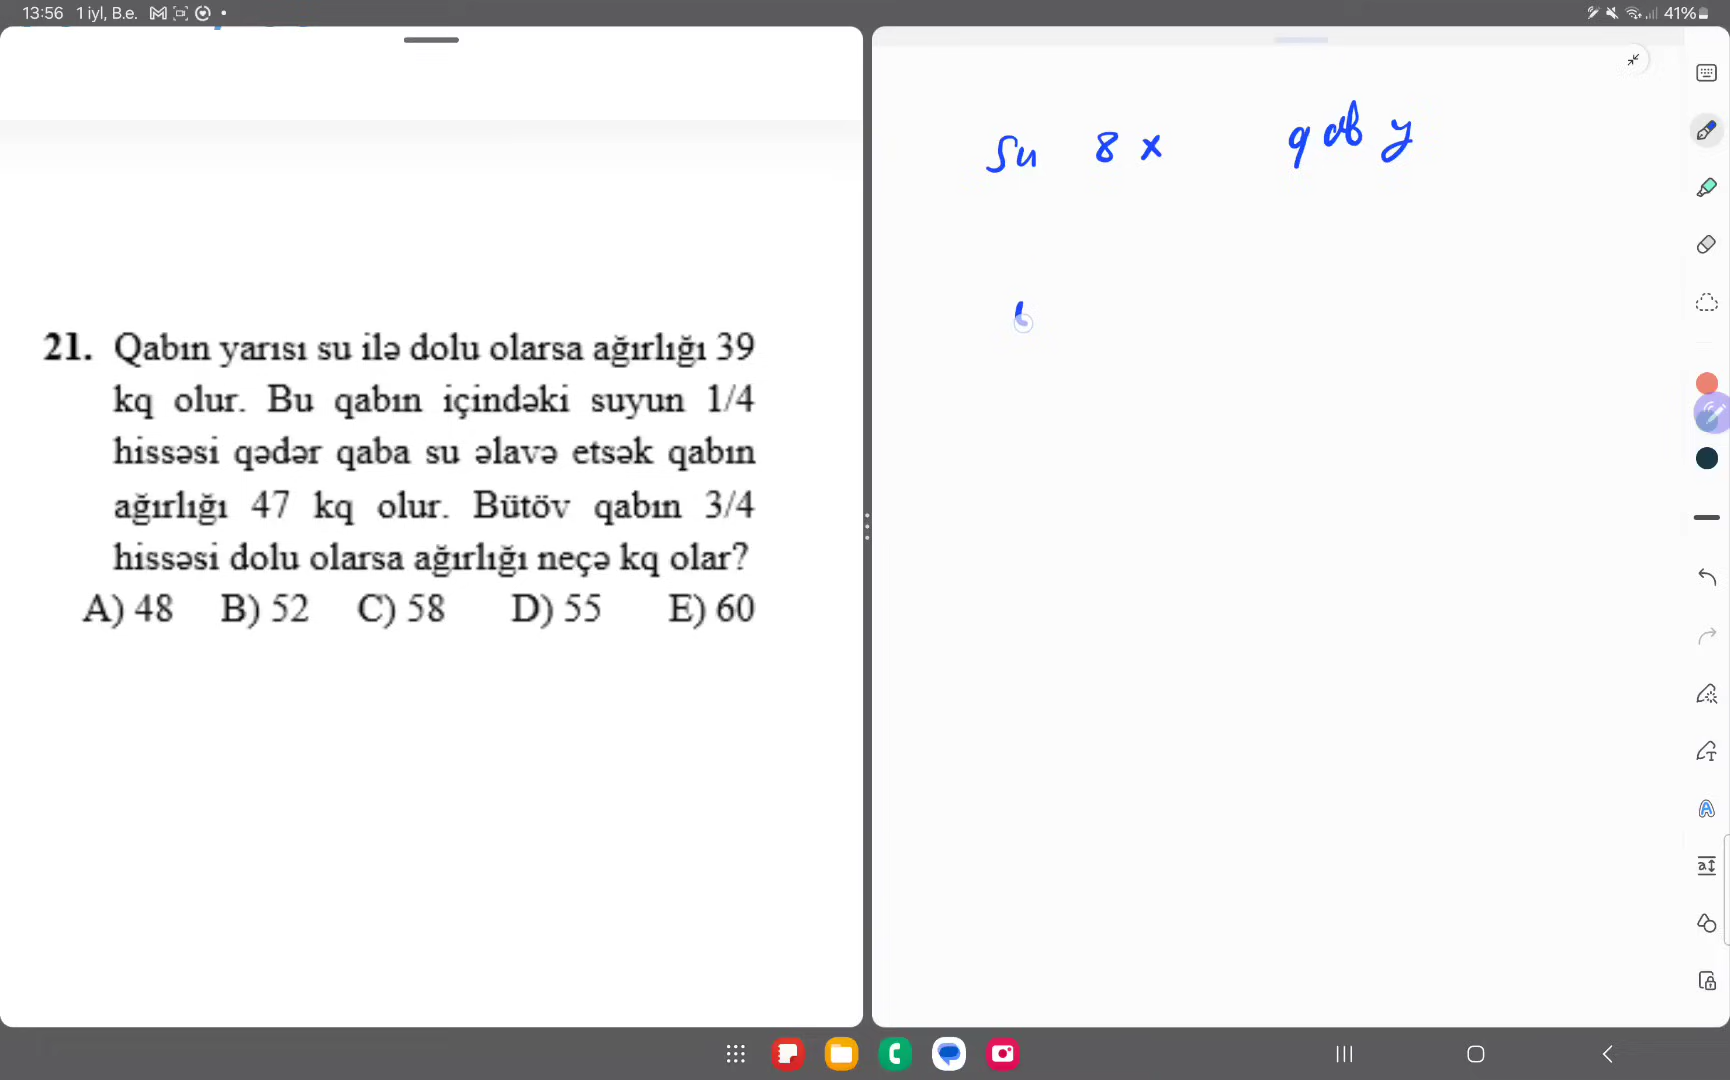 13:56 1 iyl, B.e. 41%
21. Qabın yarısı su ilə dolu olarsa ağırlığı 39
kq olur. Bu qabın içindəki suyun 1/4
hissəsi qədər qaba su əlavə etsək qabın
ağırlığı 47 kq olur. Bütöv qabın 3/4
hissəsi dolu olarsa ağırlığı neçə kq olar?
A) 48 B) 52 C) 58 D) 55 E) 60
Su 8x qab y